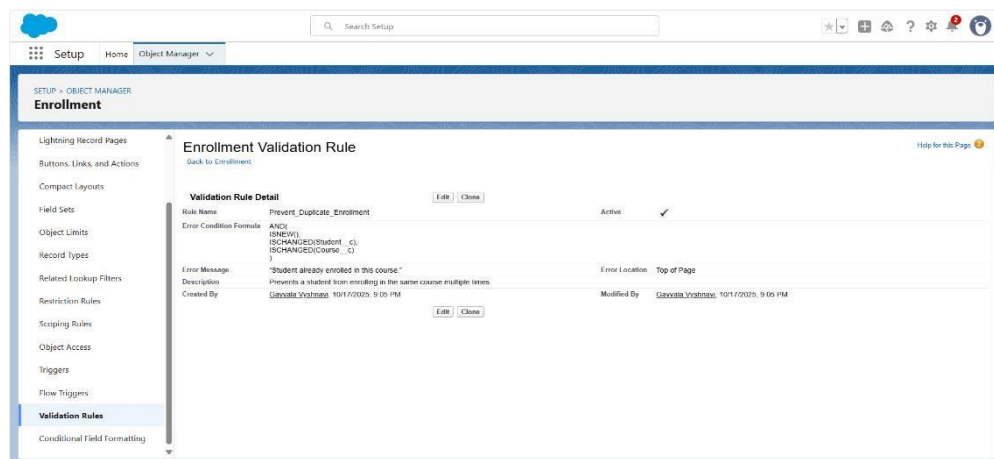 Search Setup
2
Setup Home Object Manager
SETUP > OBJECT MANAGER
Enrollment
Lightning Record Pages
Buttons, Links, and Actions
Compact Layouts
Field Sets
Object Limits
Record Types
Related Lookup Filters
Restriction Rules
Scoping Rules
Object Access
Triggers
Flow Triggers
Validation Rules
Conditional Field Formatting
Enrollment Validation Rule
Help for this Page
Back to Enrollment
Validation Rule Detail Edit Clone
Rule Name Prevent_Duplicate_Enrollment Active ✓
Error Condition Formula AND(
ISNEW(),
ISCHANGED(Student__c),
ISCHANGED(Course__c)
)
Error Message "Student already enrolled in this course." Error Location Top of Page
Description Prevents a student from enrolling in the same course multiple times
Created By Gavvala Vyshnavi, 10/17/2025, 9:05 PM Modified By Gavvala Vyshnavi, 10/17/2025, 9:05 PM
Edit Clone